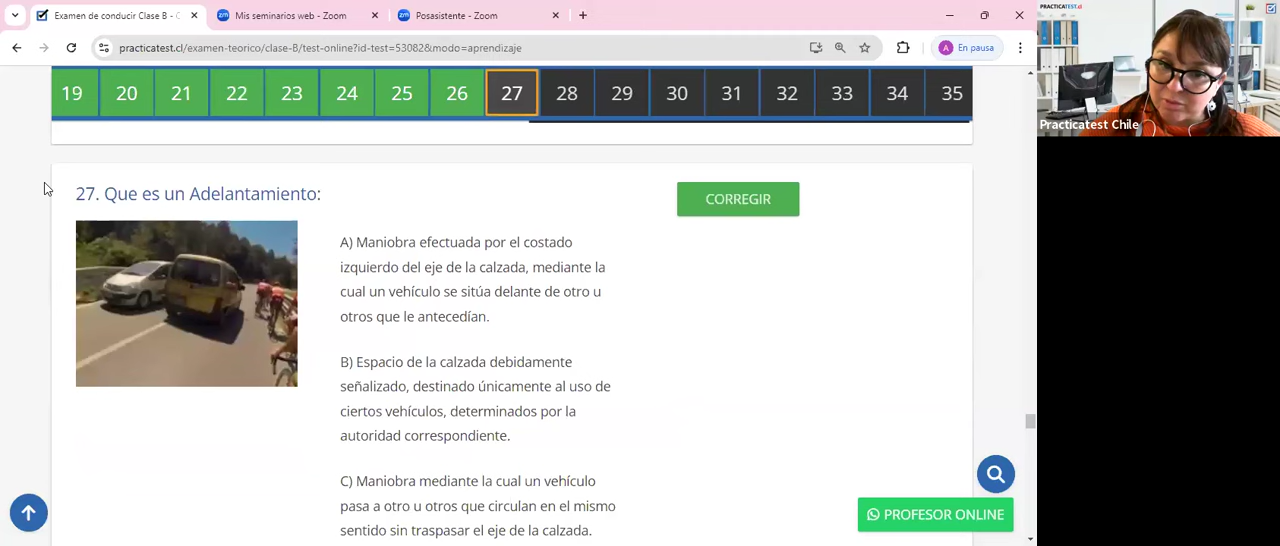 Examen de conducir Clase B - C
Mis seminarios web - Zoom
Posasistente - Zoom
practicatest.cl/examen-teorico/clase-B/test-online?id-test=53082&modo=aprendizaje
En pausa
19 20 21 22 23 24 25 26 27 28 29 30 31 32 33 34 35
27. Que es un Adelantamiento:
CORREGIR
A) Maniobra efectuada por el costado
izquierdo del eje de la calzada, mediante la
cual un vehículo se sitúa delante de otro u
otros que le antecedían.
B) Espacio de la calzada debidamente
señalizado, destinado únicamente al uso de
ciertos vehículos, determinados por la
autoridad correspondiente.
C) Maniobra mediante la cual un vehículo
pasa a otro u otros que circulan en el mismo
sentido sin traspasar el eje de la calzada.
PROFESOR ONLINE
PRACTICATEST.CL
Practicatest Chile